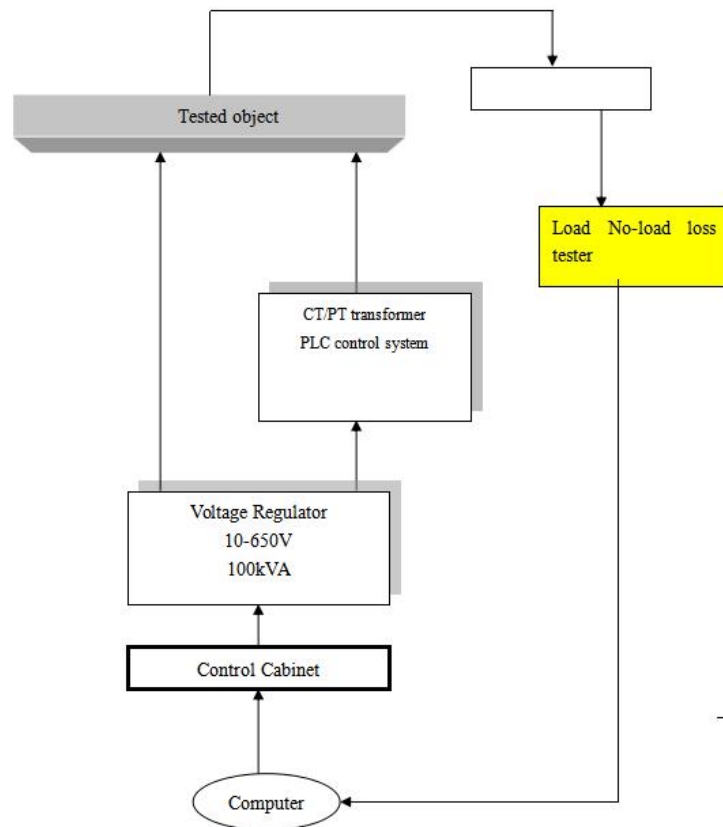 Tested object
Load No-load loss
tester
CT/PT transformer
PLC control system
Voltage Regulator
10-650V
100kVA
Control Cabinet
Computer